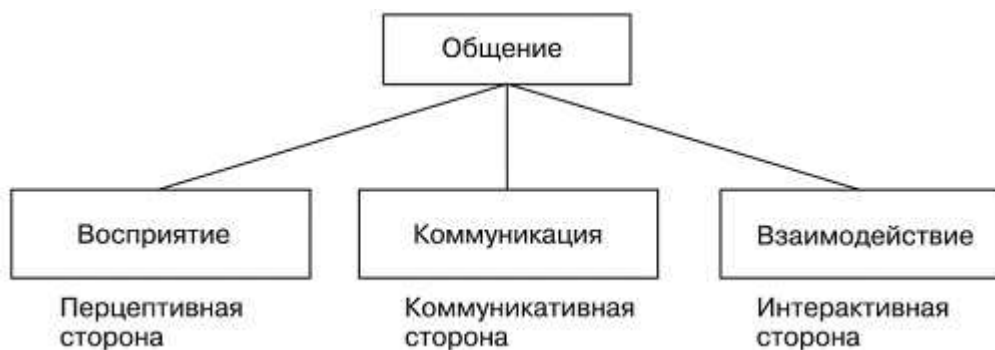 Общение
Восприятие
Коммуникация
Взаимодействие
Перцептивная
сторона
Коммуникативная
сторона
Интерактивная
сторона